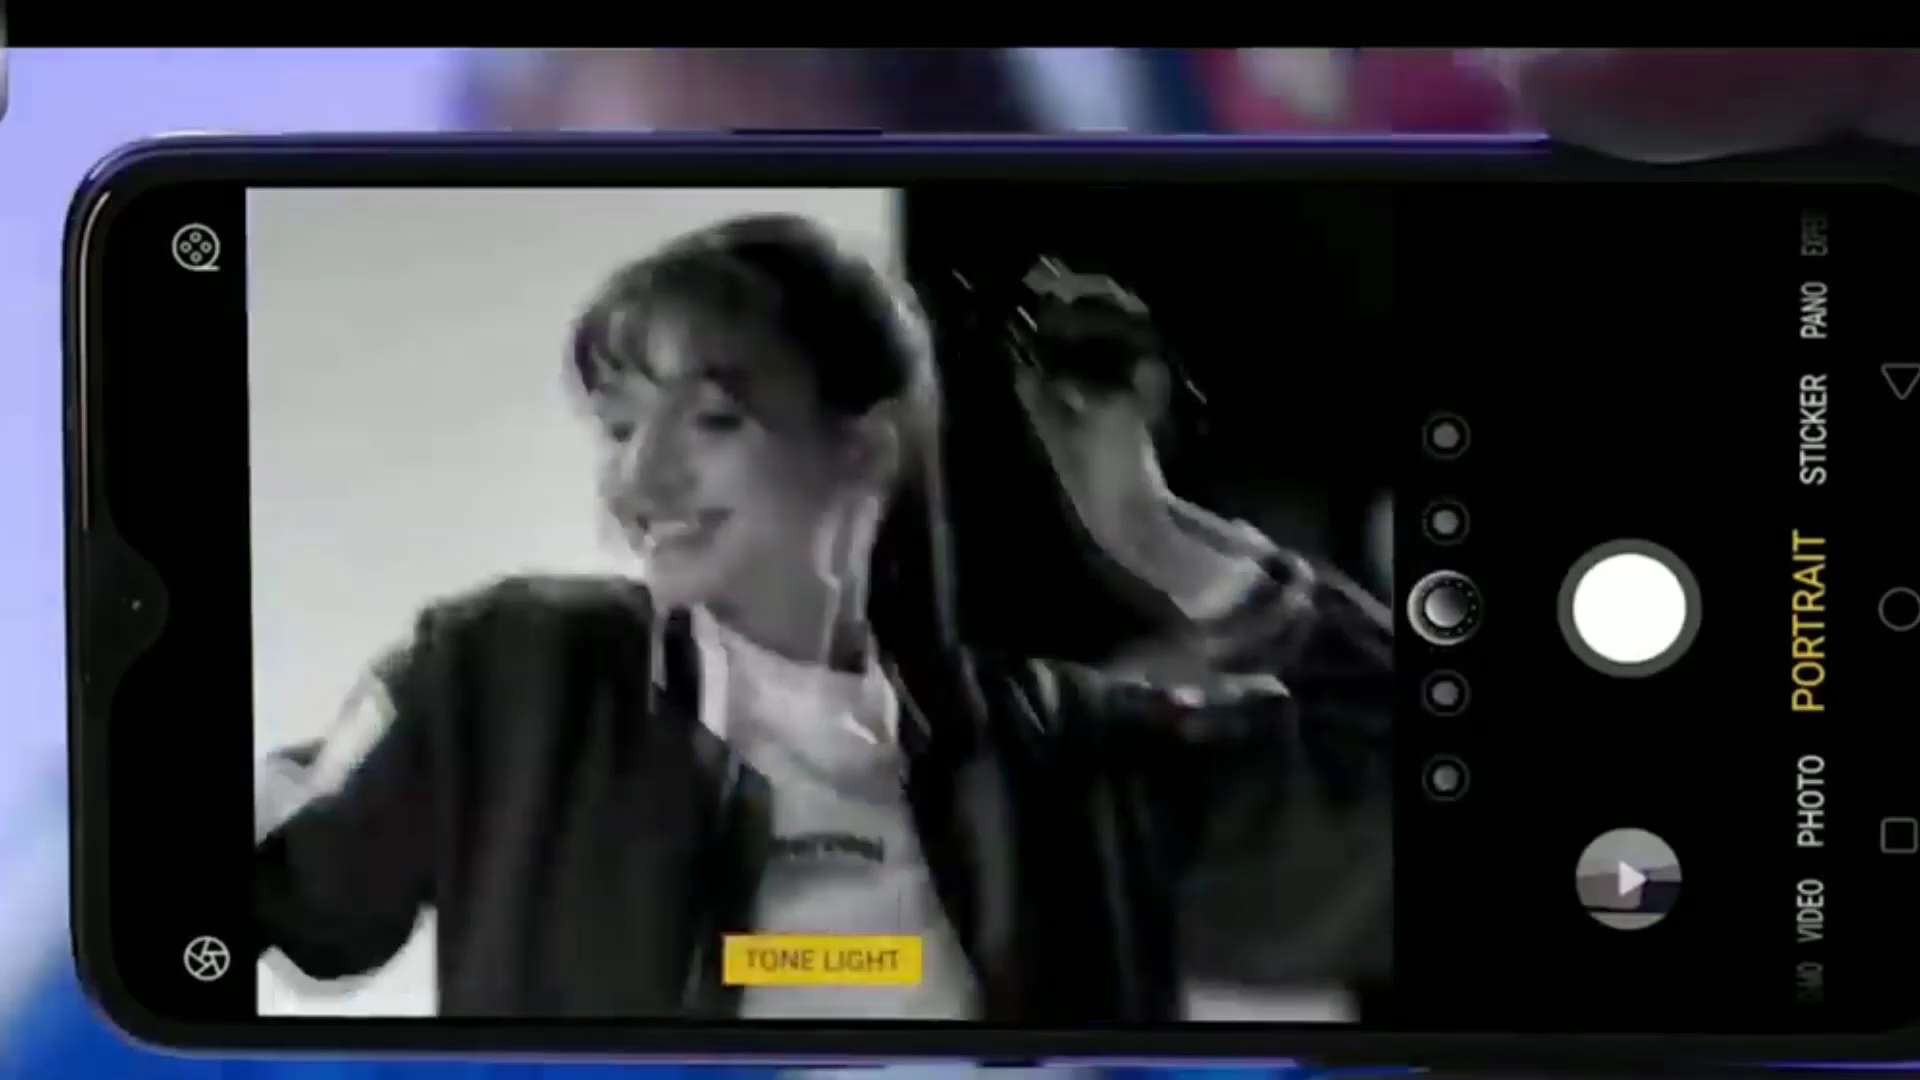 TONE LIGHT
PANO
STICKER
PORTRAIT
PHOTO
VIDEO